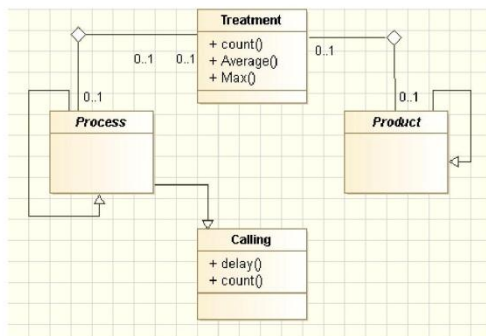 Treatment
+ count()
+ Average()
+ Max()
0..1 0..1
0..1
0..1
0..1
Process
Product
Calling
+ delay()
+ count()